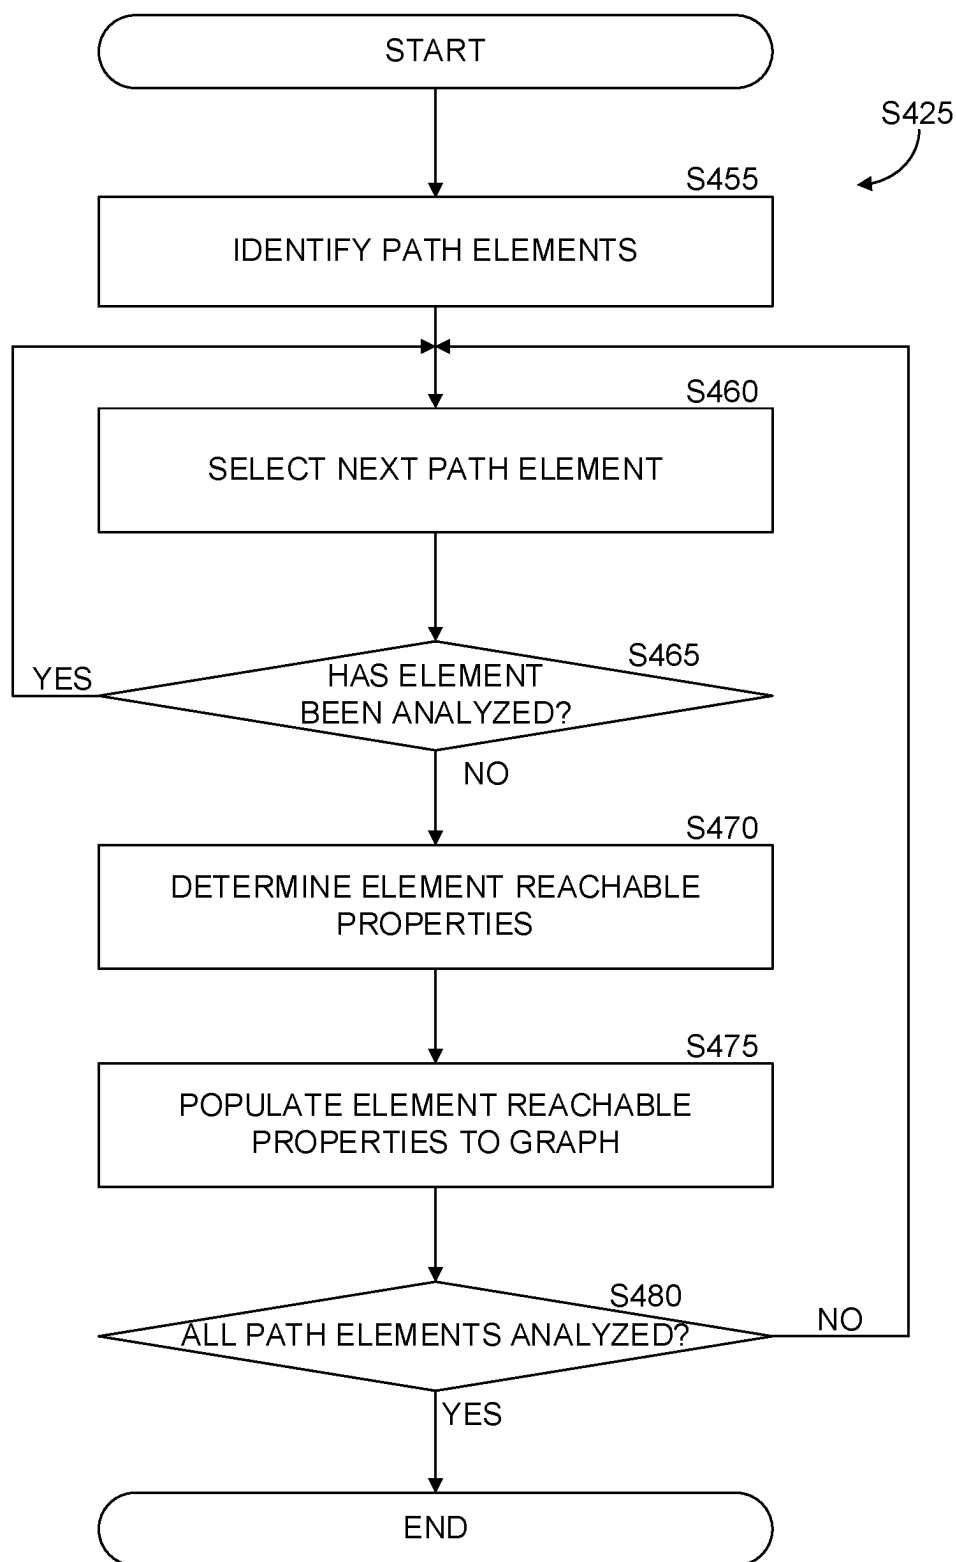 START
S425
S455
IDENTIFY PATH ELEMENTS
S460
SELECT NEXT PATH ELEMENT
S465
YES
HAS ELEMENT
BEEN ANALYZED?
NO
S470
DETERMINE ELEMENT REACHABLE
PROPERTIES
S475
POPULATE ELEMENT REACHABLE
PROPERTIES TO GRAPH
S480
ALL PATH ELEMENTS ANALYZED?
NO
YES
END